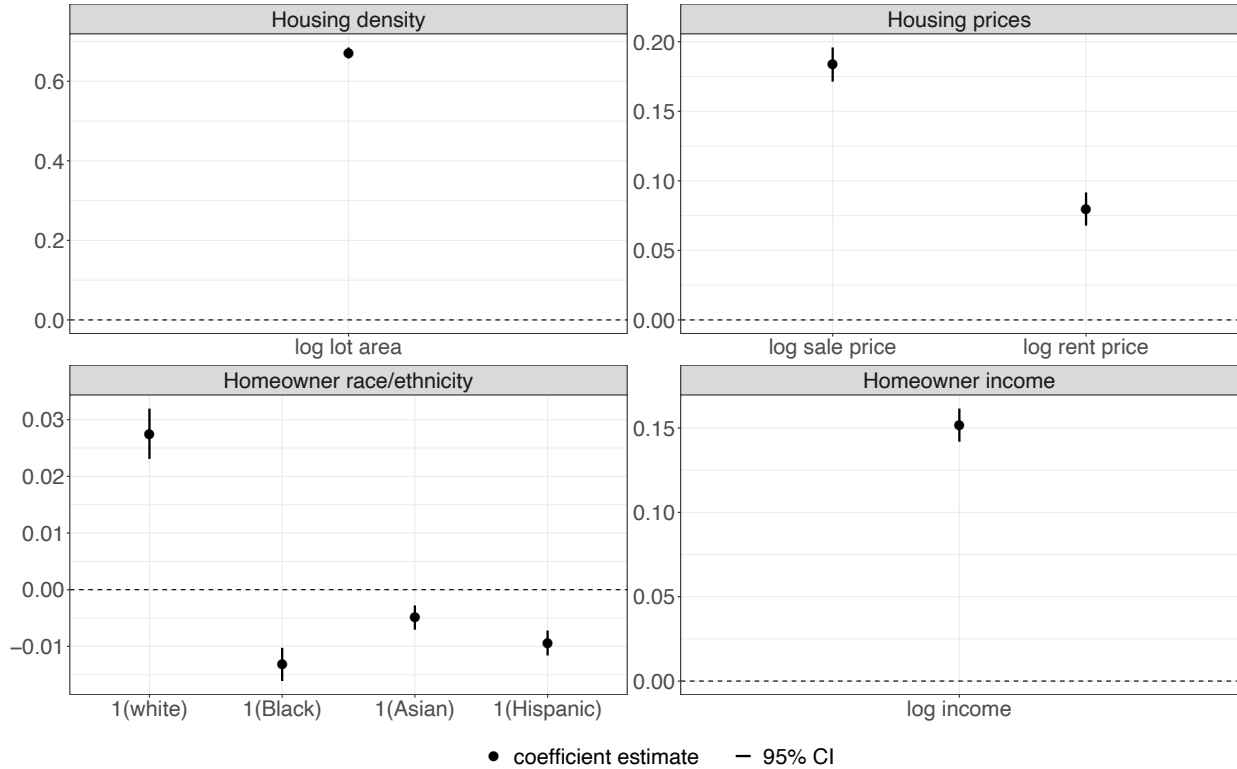 Housing density
0.6
0.4
0.2
0.0
log lot area
Housing prices
0.20
0.15
0.10
0.05
0.00
log sale price
log rent price
Homeowner race/ethnicity
0.03
0.02
0.01
0.00
−0.01
1(white)
1(Black)
1(Asian)
1(Hispanic)
Homeowner income
0.15
0.10
0.05
0.00
log income
coefficient estimate
95% CI